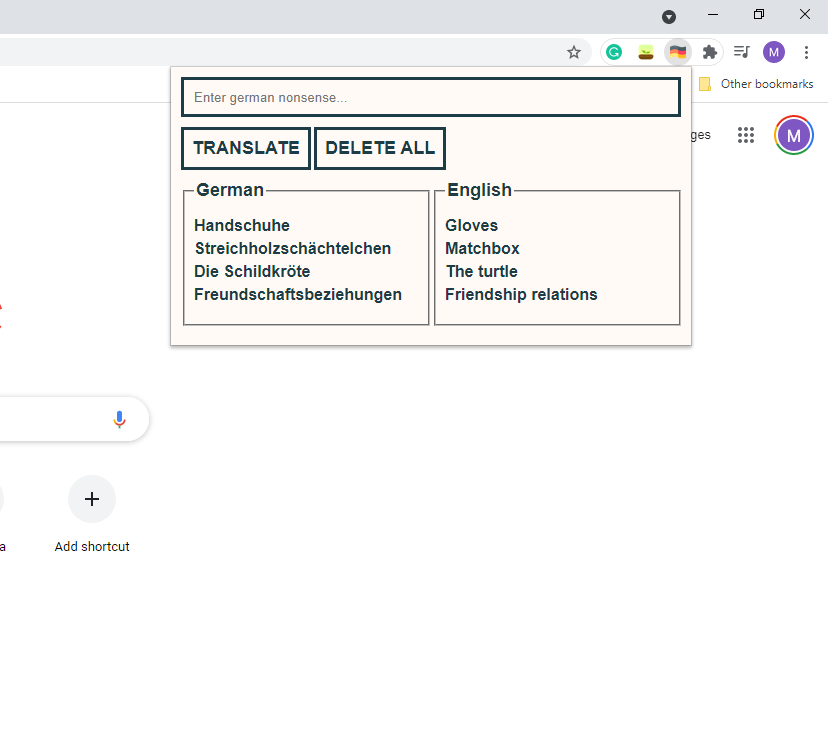 M
Other bookmarks
Enter german nonsense...
ges
M
TRANSLATE DELETE ALL
German
Handschuhe
Streichholzschächtelchen
Die Schildkröte
Freundschaftsbeziehungen
English
Gloves
Matchbox
The turtle
Friendship relations
a
Add shortcut